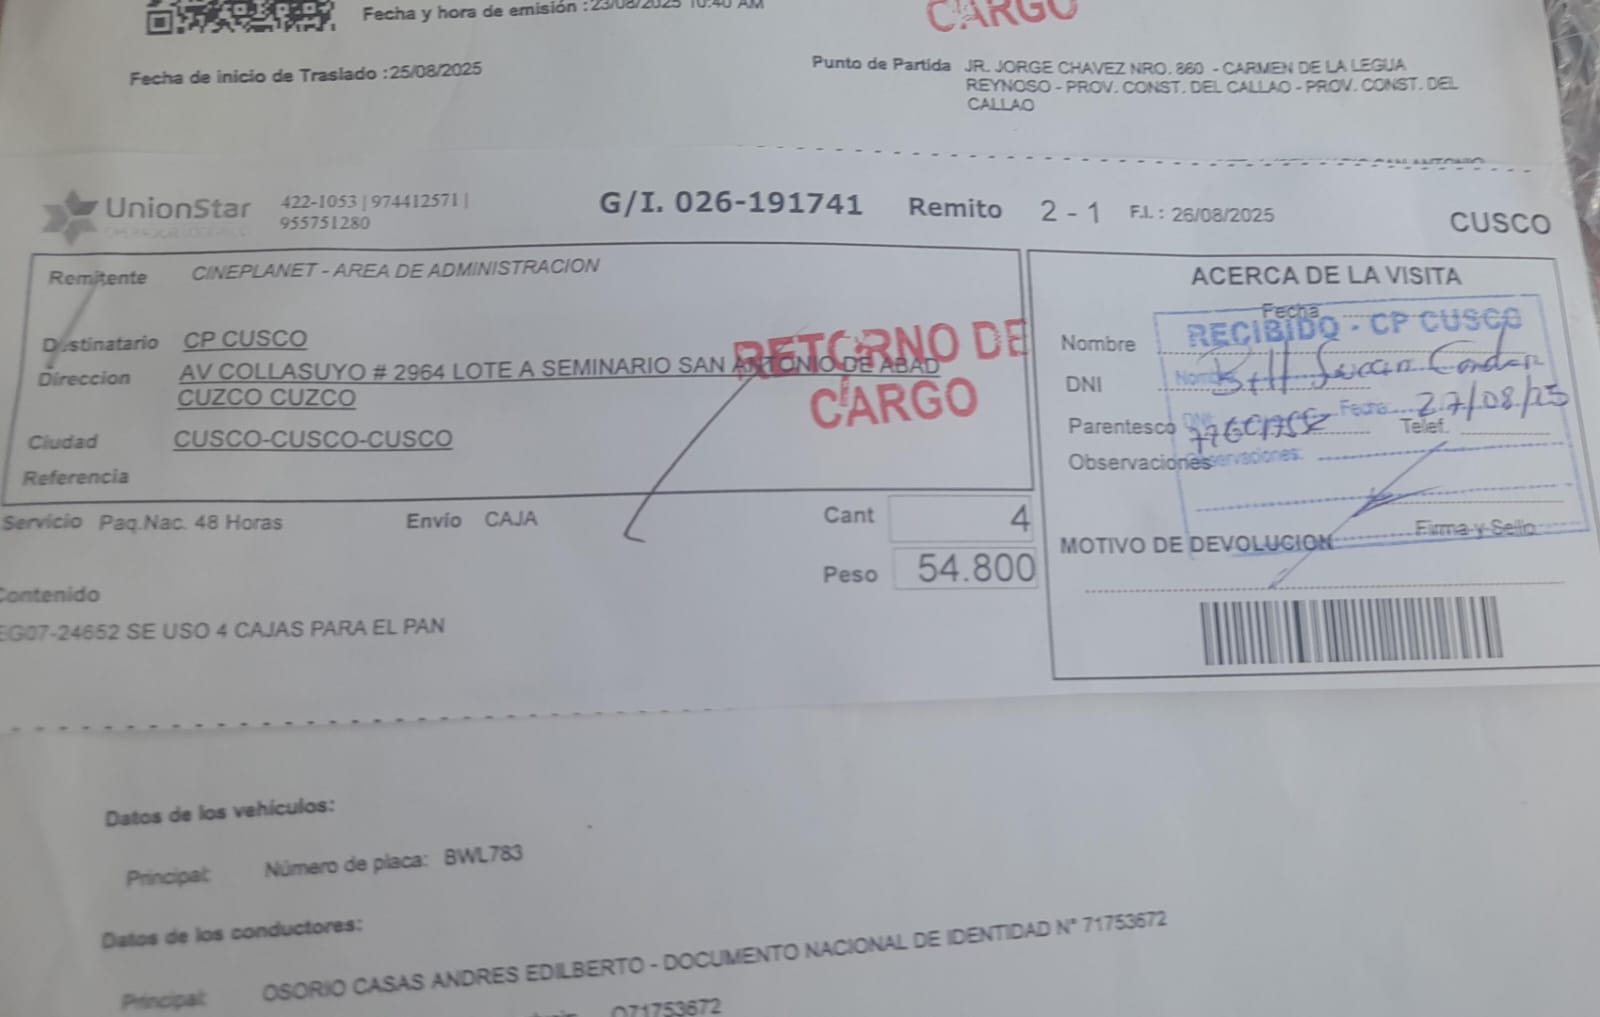 Fecha y hora de emisión : 23/08/2025 10:40 AM
CARGO
Fecha de inicio de Traslado : 25/08/2025
Punto de Partida JR. JORGE CHAVEZ NRO. 860 - CARMEN DE LA LEGUA
REYNOSO - PROV. CONST. DEL CALLAO - PROV. CONST. DEL
CALLAO
UnionStar
OPERADOR LOGISTICO
422-1053 | 974412571 |
955751280
G/I. 026-191741 Remito 2 - 1 F.I. : 26/08/2025
CUSCO
Remitente CINEPLANET - AREA DE ADMINISTRACION
Destinatario CP CUSCO
Direccion AV COLLASUYO # 2964 LOTE A SEMINARIO SAN ANTONIO DE ABAD
CUZCO CUZCO
Ciudad CUSCO-CUSCO-CUSCO
Referencia
RETORNO DE
CARGO
Servicio Paq.Nac. 48 Horas Envío CAJA
Cant 4
Peso 54.800
Contenido
EG07-24652 SE USO 4 CAJAS PARA EL PAN
ACERCA DE LA VISITA
Fecha
Nombre
DNI
Parentesco Telef.
Observaciones
RECIBIDO - CP CUSCO
Nombre
DNI Fecha 27/08/25
Observaciones:
Firma y Sello
MOTIVO DE DEVOLUCION
Datos de los vehículos:
Principal: Número de placa: BWL783
Datos de los conductores:
Principal: OSORIO CASAS ANDRES EDILBERTO - DOCUMENTO NACIONAL DE IDENTIDAD N° 71753672
Q71753672